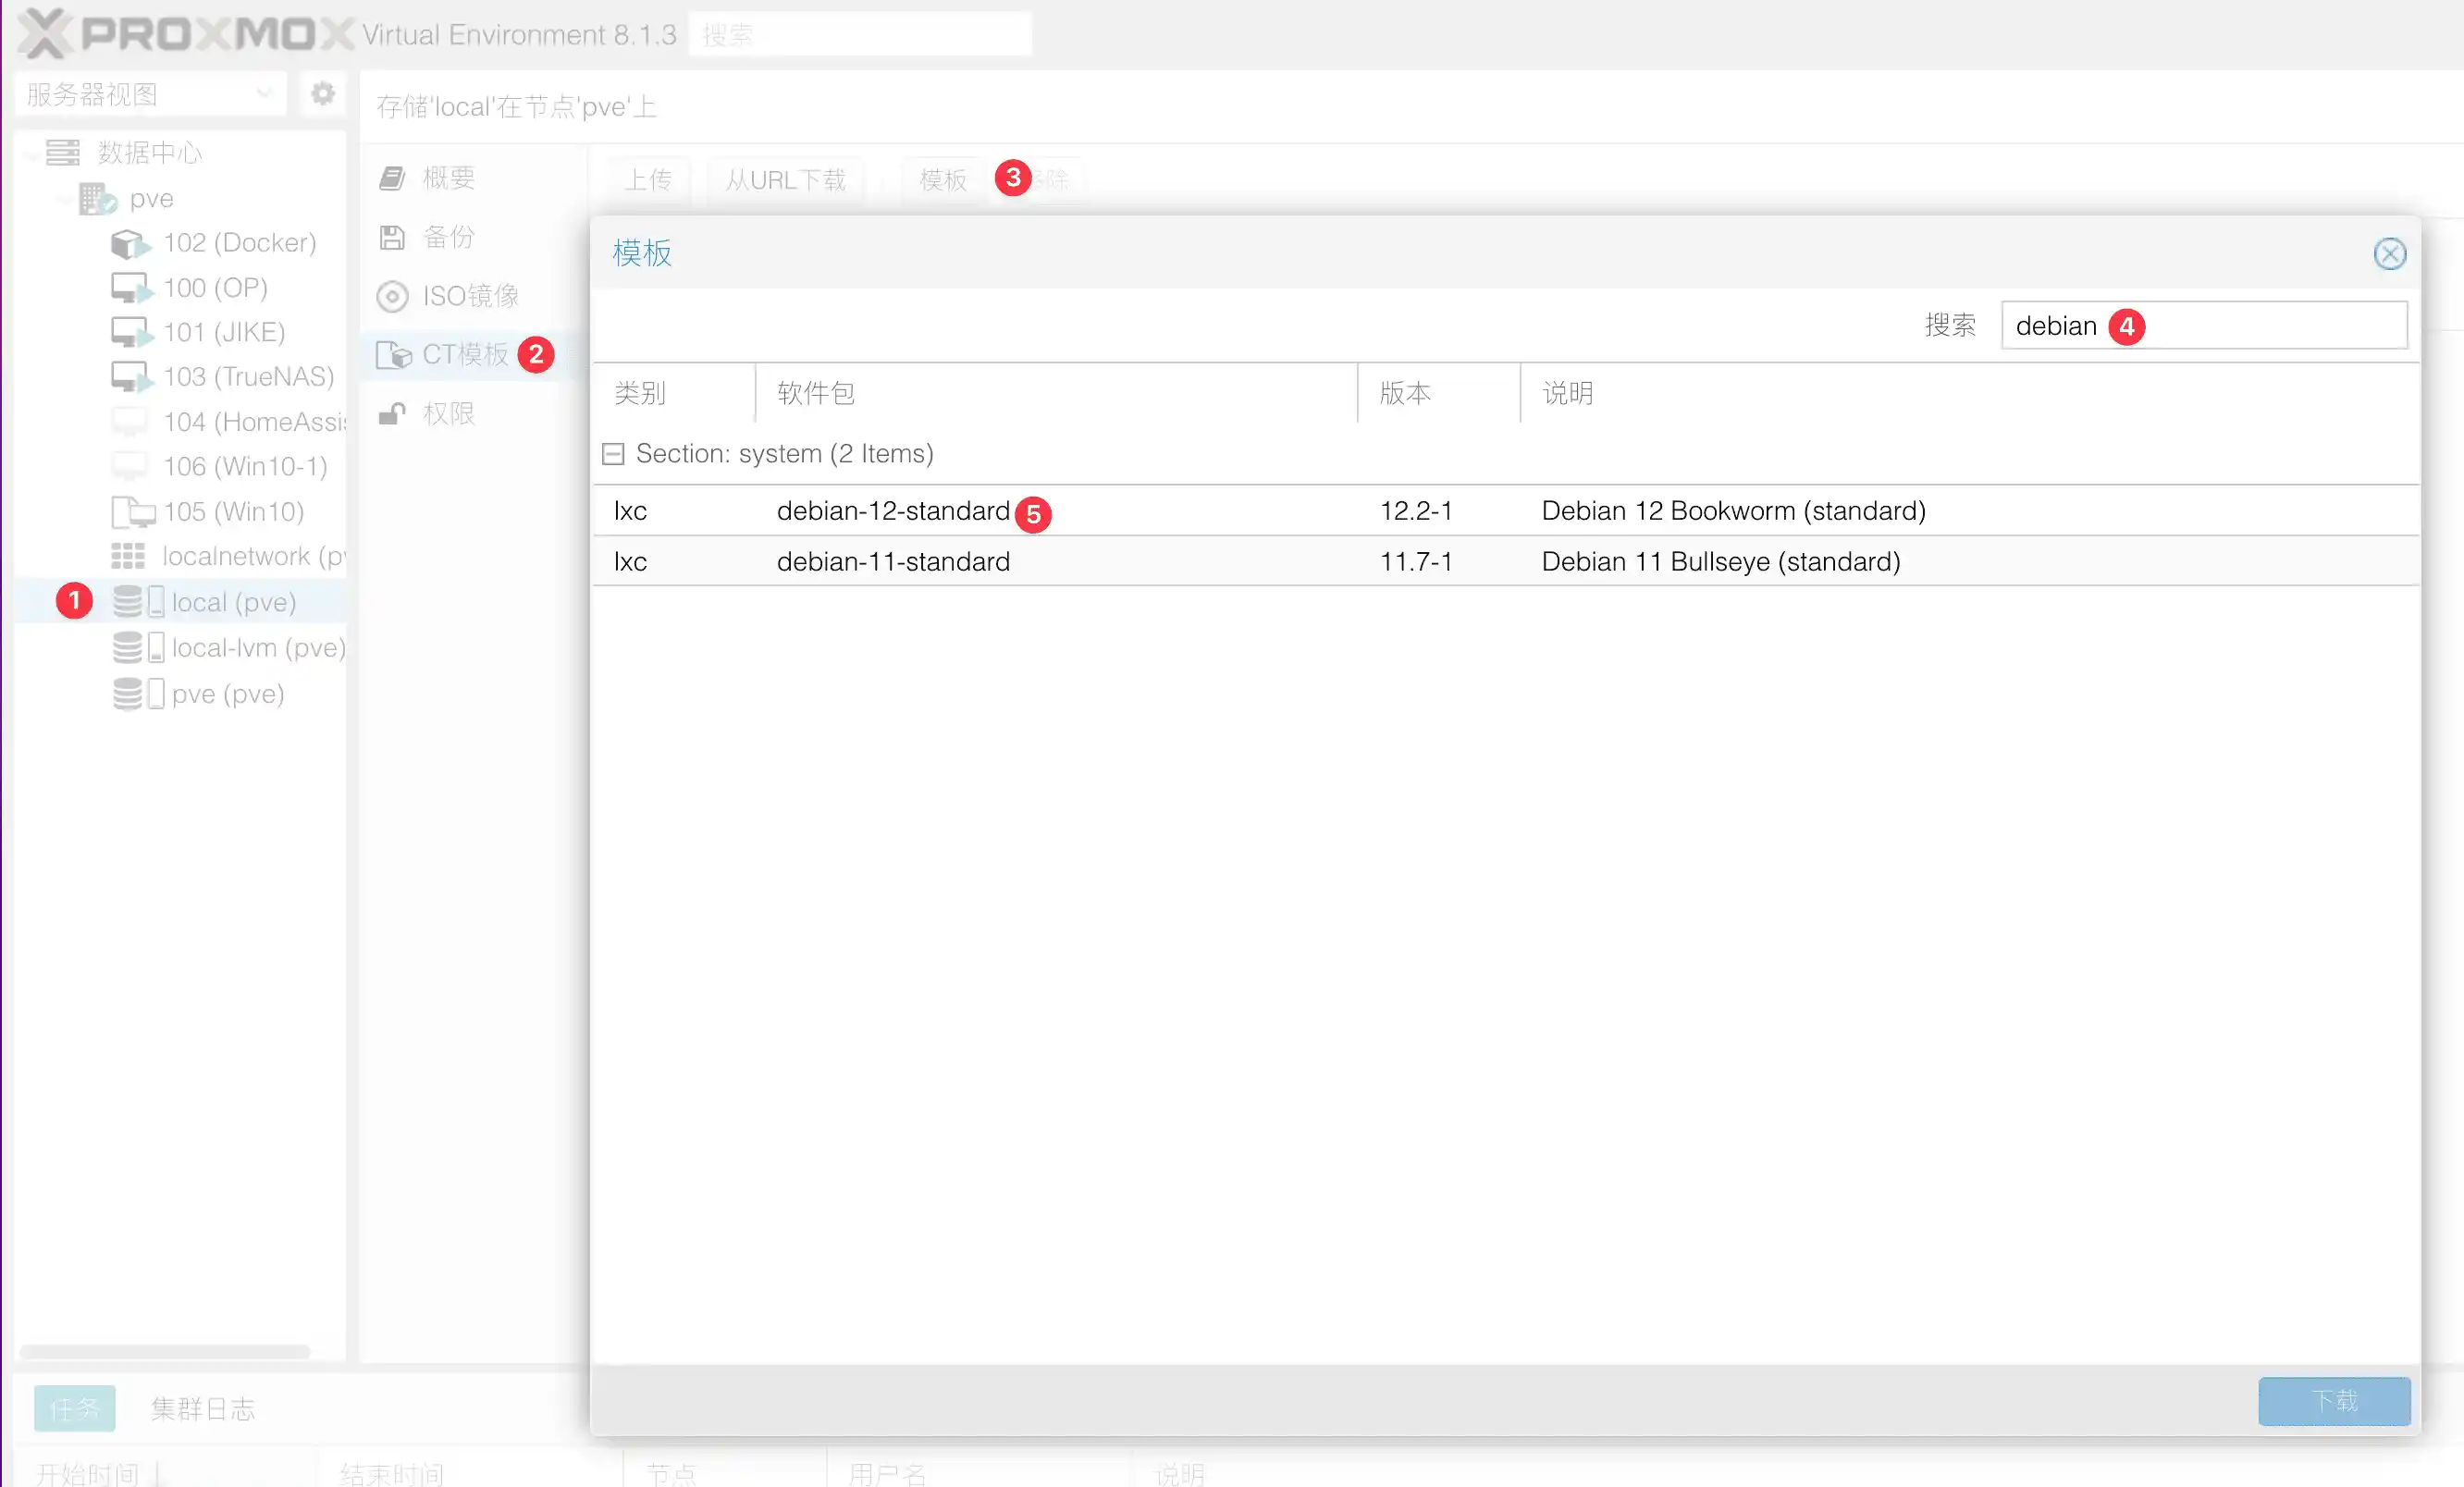 PROXMOX Virtual Environment 8.1.3 搜索
服务器视图
存储'local'在节点'pve'上
数据中心
pve
102 (Docker)
100 (OP)
101 (JIKE)
103 (TrueNAS)
104 (HomeAssis
106 (Win10-1)
105 (Win10)
localnetwork (pv
1 local (pve)
local-lvm (pve)
pve (pve)
概要
备份
ISO镜像
CT模板 2
权限
上传 从URL下载 模板 3 除
模板
搜索 debian 4
类别 软件包 版本 说明
Section: system (2 Items)
lxc debian-12-standard 5 12.2-1 Debian 12 Bookworm (standard)
lxc debian-11-standard 11.7-1 Debian 11 Bullseye (standard)
下载
任务 集群日志
开始时间 ↓ 结束时间 节点 用户名 说明